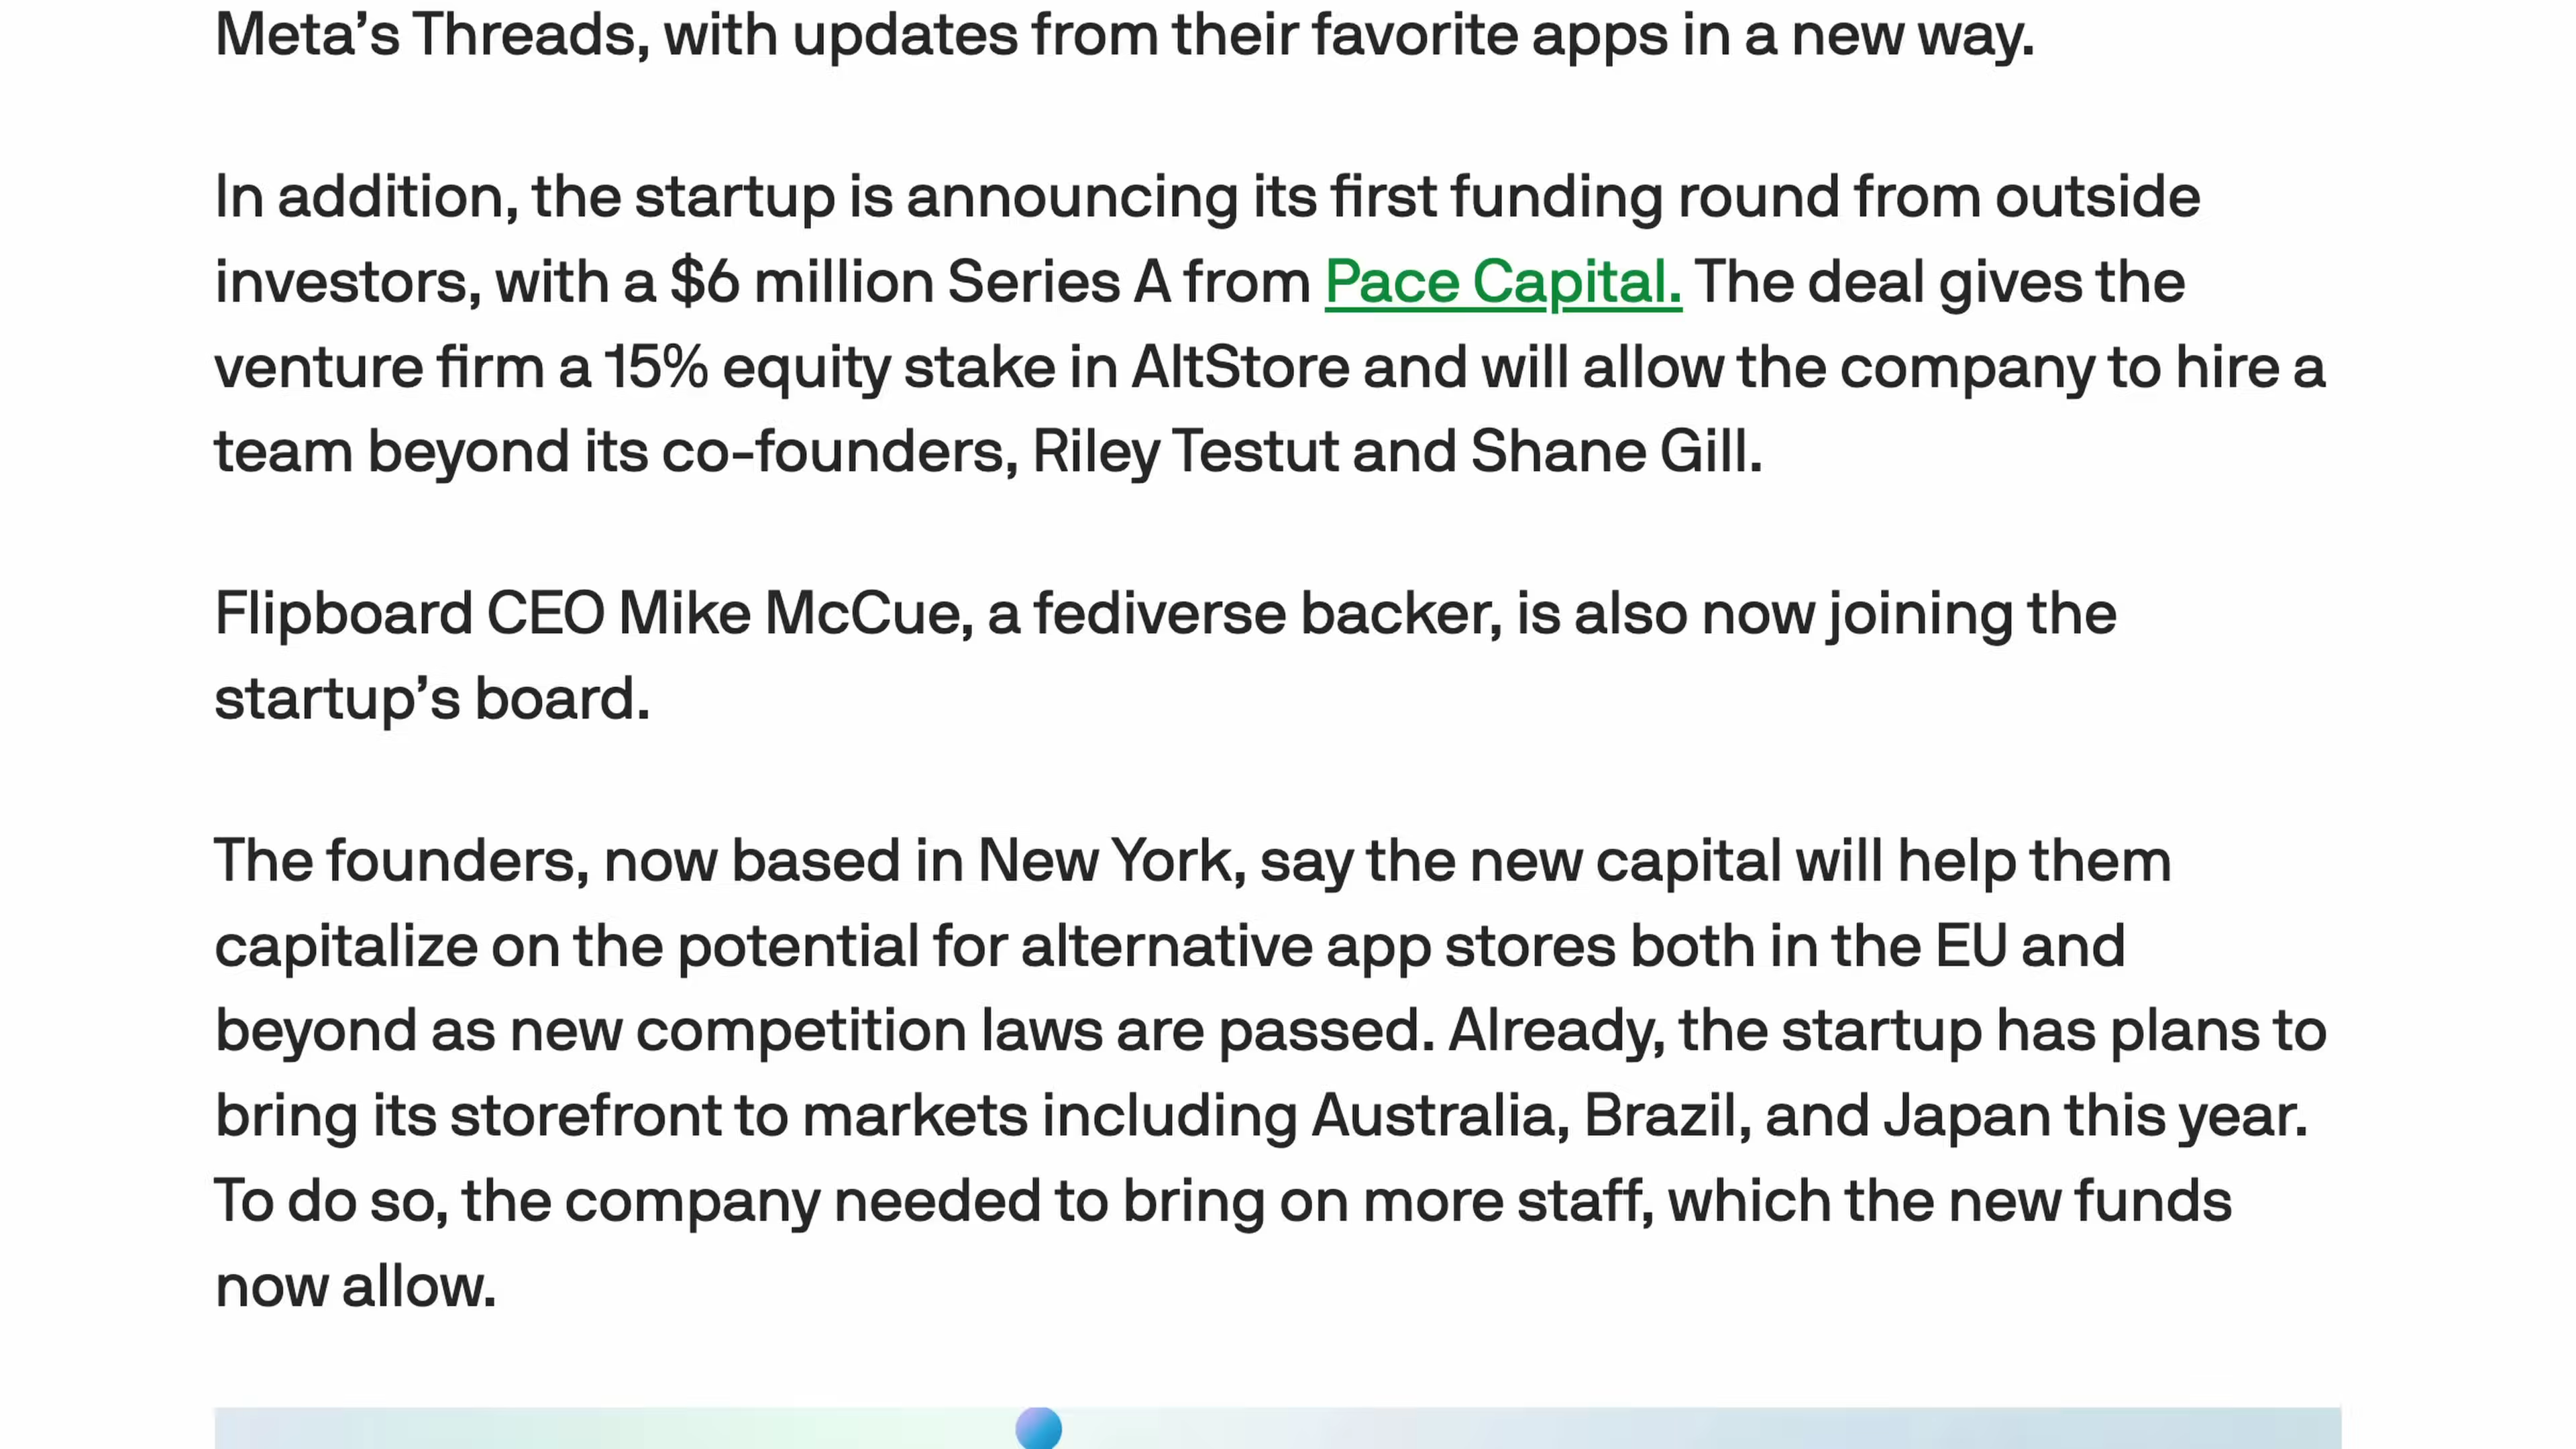 Meta’s Threads, with updates from their favorite apps in a new way.
In addition, the startup is announcing its first funding round from outside
investors, with a $6 million Series A from Pace Capital. The deal gives the
venture firm a 15% equity stake in AltStore and will allow the company to hire a
team beyond its co-founders, Riley Testut and Shane Gill.
Flipboard CEO Mike McCue, a fediverse backer, is also now joining the
startup’s board.
The founders, now based in New York, say the new capital will help them
capitalize on the potential for alternative app stores both in the EU and
beyond as new competition laws are passed. Already, the startup has plans to
bring its storefront to markets including Australia, Brazil, and Japan this year.
To do so, the company needed to bring on more staff, which the new funds
now allow.